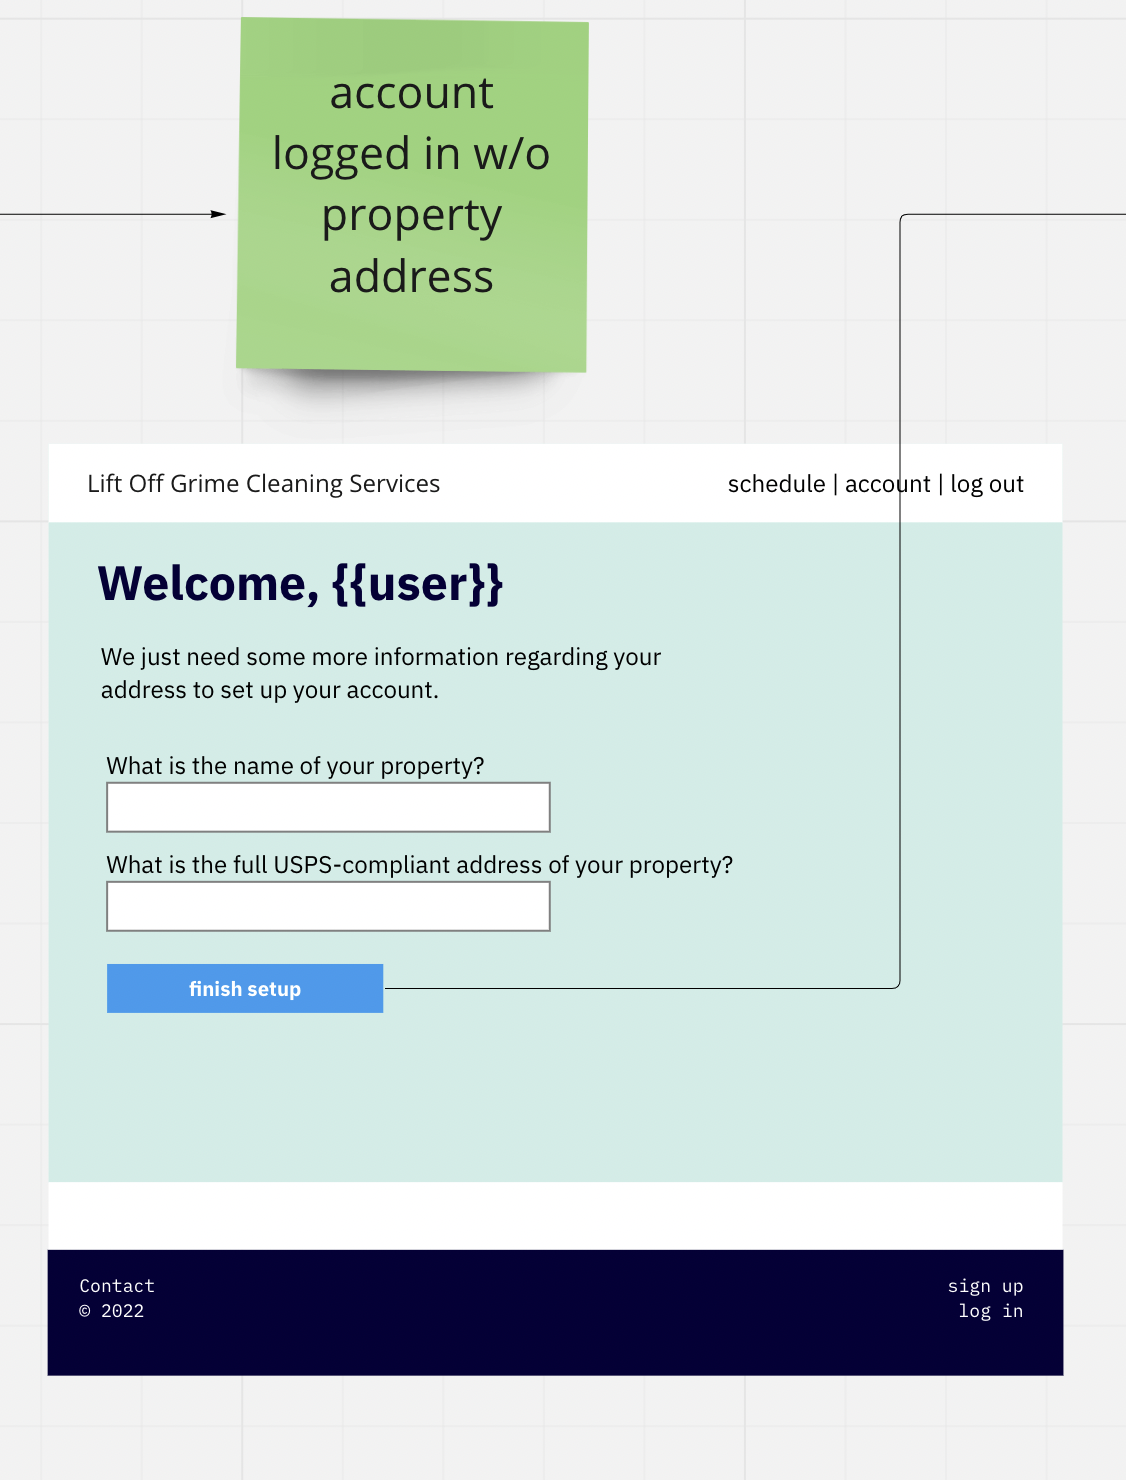 account
logged in w/o
property
address
Lift Off Grime Cleaning Services
schedule | account | log out
Welcome, {{user}}
We just need some more information regarding your
address to set up your account.
What is the name of your property?
What is the full USPS-compliant address of your property?
finish setup
Contact
© 2022
sign up
log in